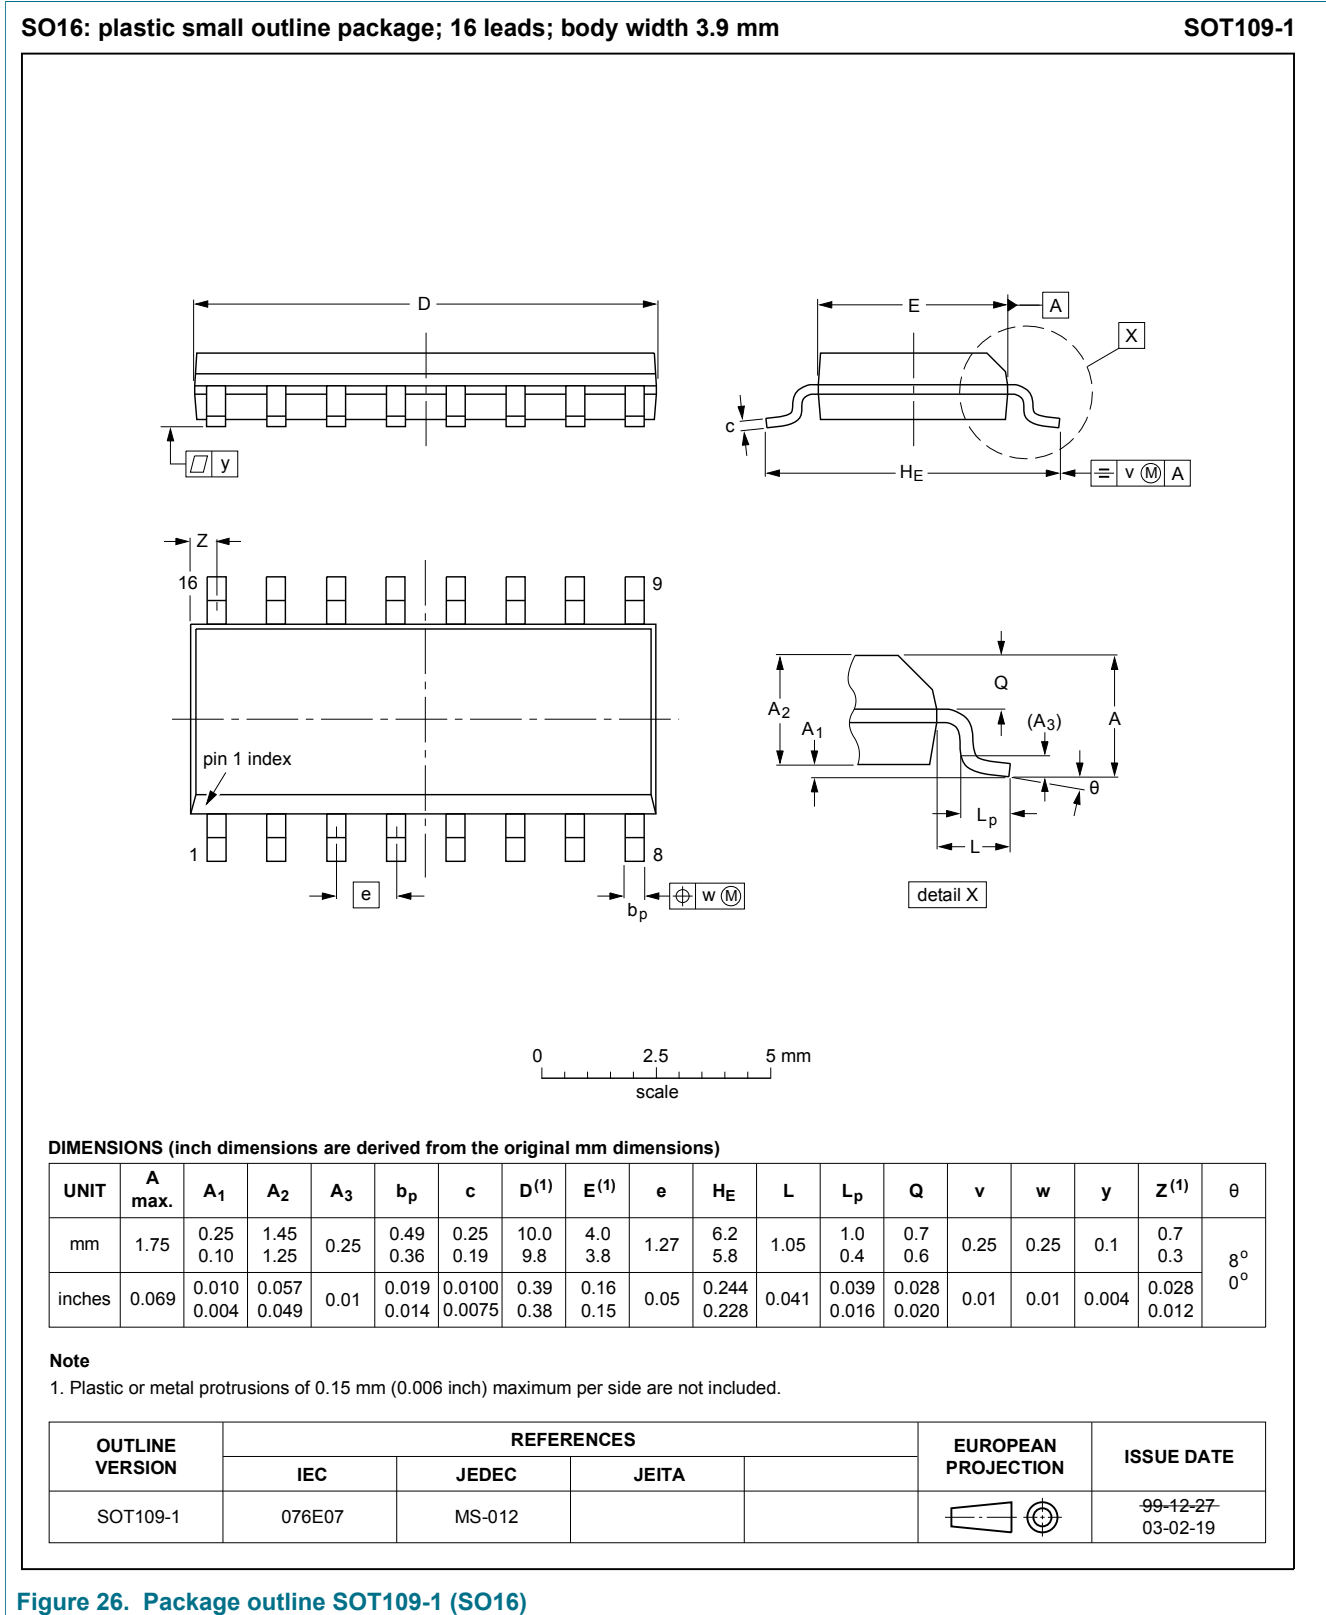 SO16: plastic small outline package; 16 leads; body width 3.9 mm SOT109-1
D
E A
X
c
y
HE
v M A
Z
16 9
pin 1 index
1 8
e
w M
bp
Q
A2
A1
(A3)
A
θ
Lp
L
detail X
0 2.5 5 mm
scale
DIMENSIONS (inch dimensions are derived from the original mm dimensions)
UNIT A max. A1 A2 A3 bp c D(1) E(1) e HE L Lp Q v w y Z(1) θ
mm 1.75 0.25 0.10 1.45 1.25 0.25 0.49 0.36 0.25 0.19 10.0 9.8 4.0 3.8 1.27 6.2 5.8 1.05 1.0 0.4 0.7 0.6 0.25 0.25 0.1 0.7 0.3 8° 0°
inches 0.069 0.010 0.004 0.057 0.049 0.01 0.019 0.014 0.0100 0.0075 0.39 0.38 0.16 0.15 0.05 0.244 0.228 0.041 0.039 0.016 0.028 0.020 0.01 0.01 0.004 0.028 0.012
Note
1. Plastic or metal protrusions of 0.15 mm (0.006 inch) maximum per side are not included.
OUTLINE VERSION REFERENCES EUROPEAN PROJECTION ISSUE DATE
IEC JEDEC JEITA
SOT109-1 076E07 MS-012 99-12-27
03-02-19
Figure 26. Package outline SOT109-1 (SO16)